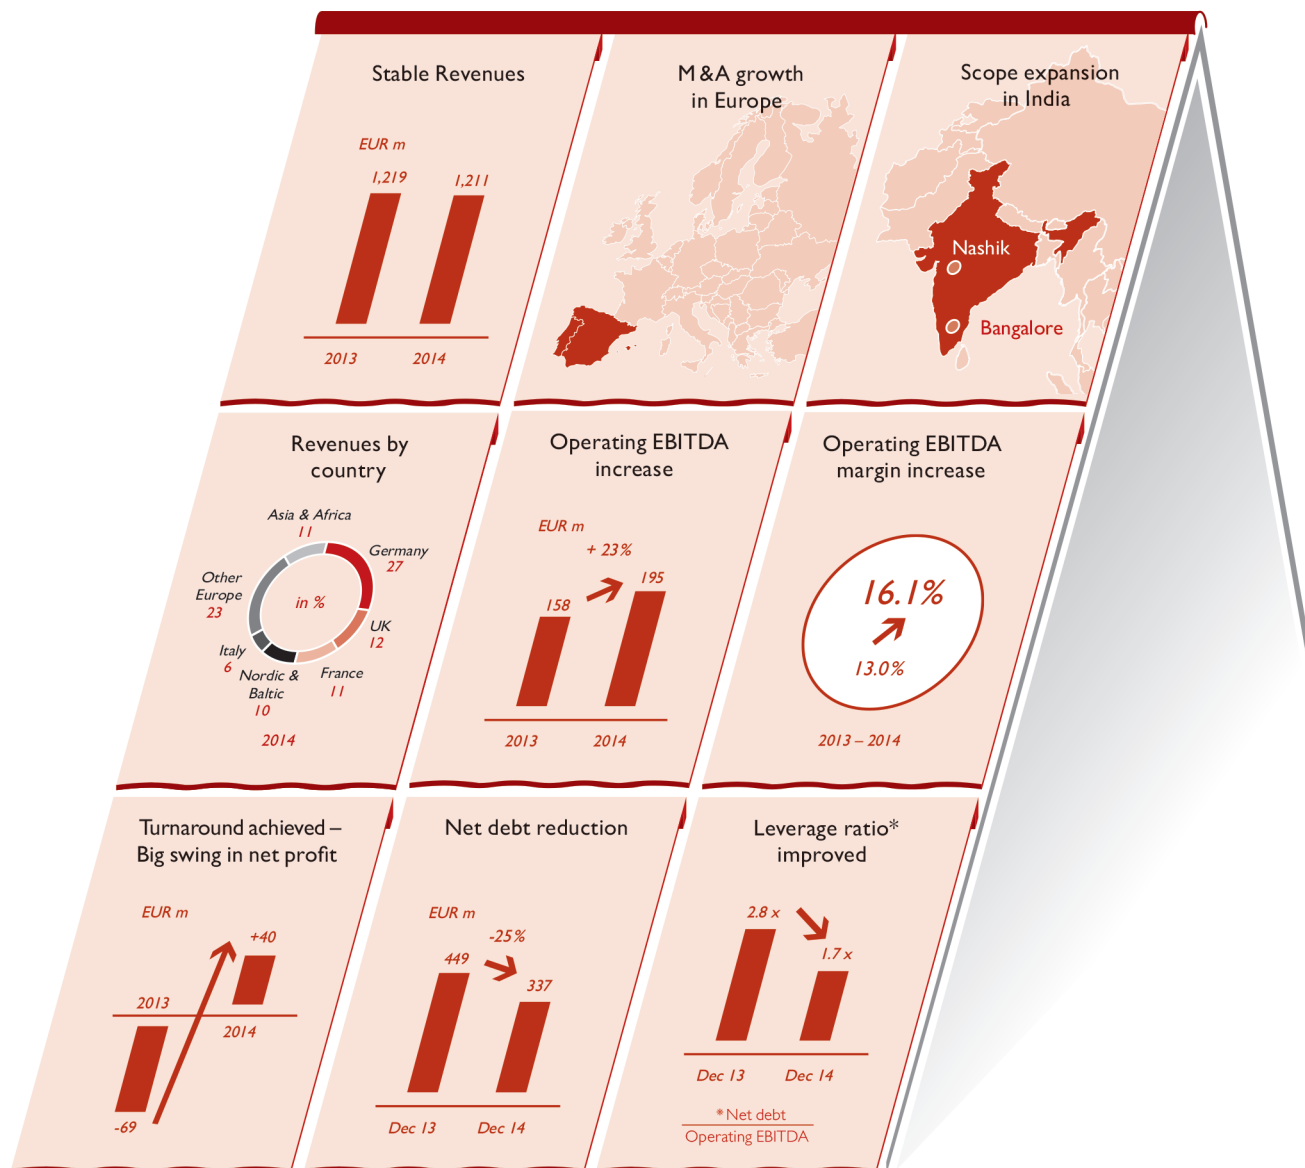 Stable Revenues
EUR m
1,219
1,211
2013
2014
M&A growth
in Europe
Scope expansion
in India
Nashik
Bangalore
Revenues by
country
Asia & Africa
11
Germany
27
Other
Europe
23
in %
UK
12
Italy
6
France
11
Nordic &
Baltic
10
2014
Operating EBITDA
increase
EUR m
+ 23%
195
158
2013
2014
Operating EBITDA
margin increase
16.1%
13.0%
2013 – 2014
Turnaround achieved –
Big swing in net profit
EUR m
+40
2013
2014
-69
Net debt reduction
EUR m
-25%
449
337
Dec 13
Dec 14
Leverage ratio*
improved
2.8 x
1.7 x
Dec 13
Dec 14
* Net debt
Operating EBITDA